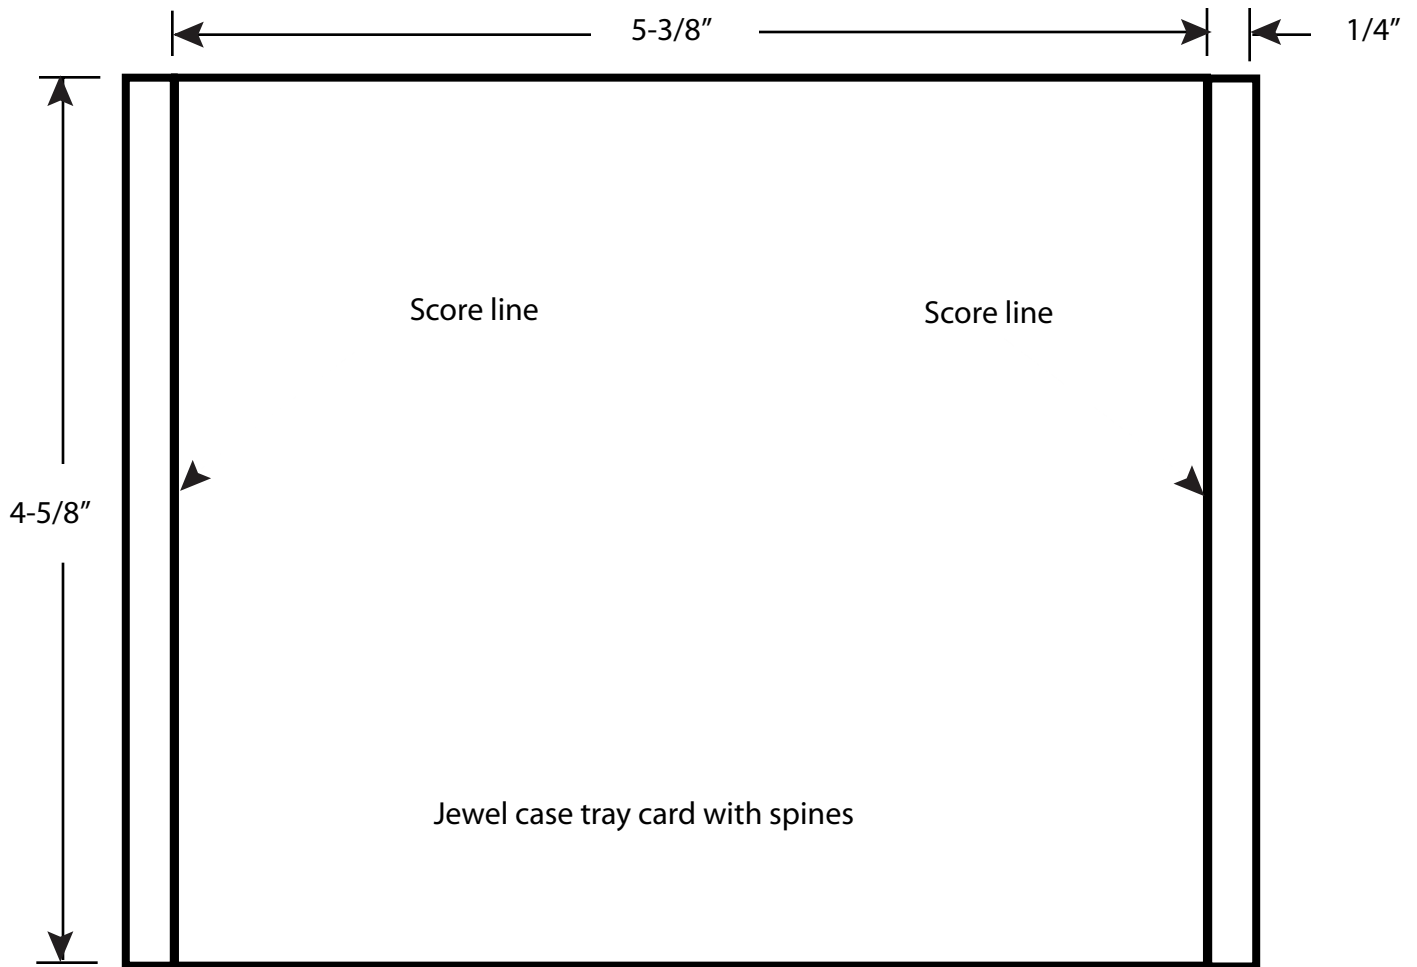 5-3/8”
1/4”
Score line
Score line
4-5/8”
Jewel case tray card with spines